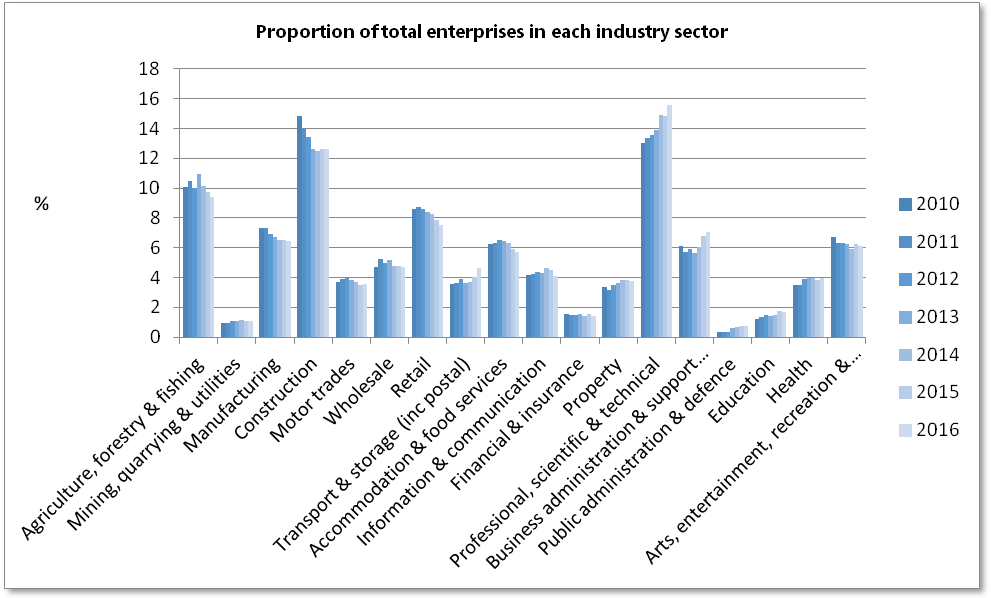 Proportion of total enterprises in each industry sector
%
18
16
14
12
10
8
6
4
2
0
Agriculture, forestry & fishing
Mining, quarrying & utilities
Manufacturing
Construction
Motor trades
Wholesale
Retail
Transport & storage (inc postal)
Accommodation & food services
Information & communication
Financial & insurance
Property
Professional, scientific & technical
Business administration & support...
Public administration & defence
Education
Health
Arts, entertainment, recreation &...
2010
2011
2012
2013
2014
2015
2016